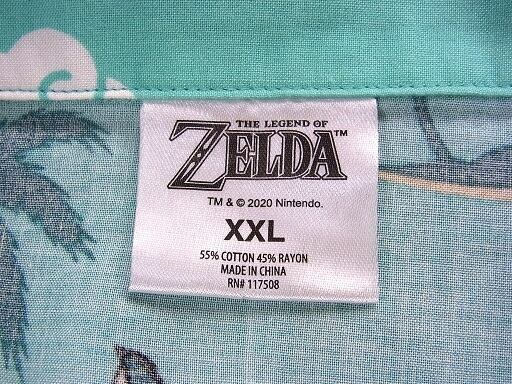 THE LEGEND OF
ZELDA™
TM & © 2020 Nintendo.
XXL
55% COTTON 45% RAYON
MADE IN CHINA
RN# 117508